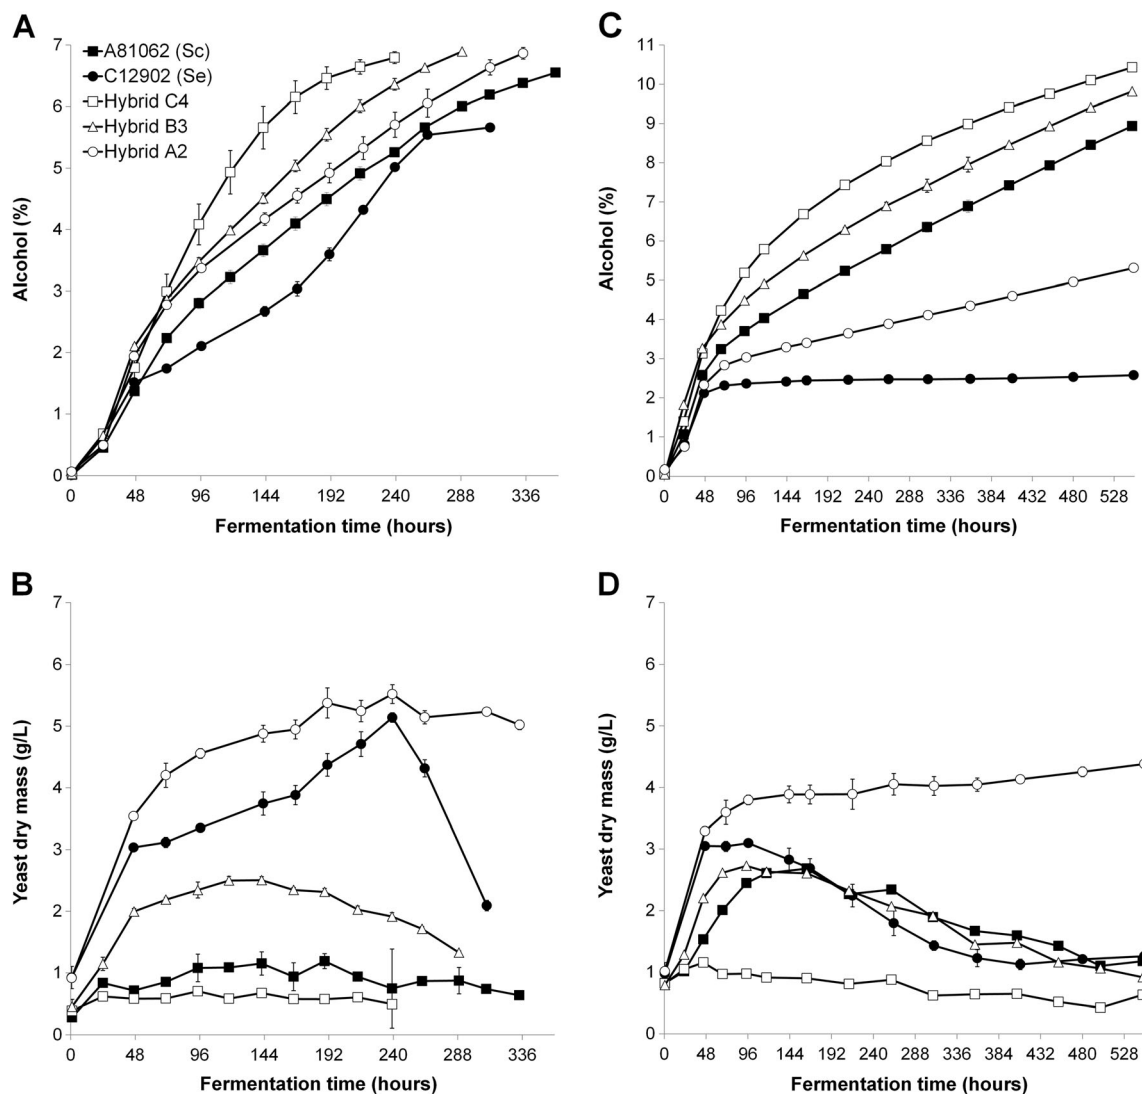 A
7
6
5
4
3
2
1
0
Alcohol (%)
A81062 (Sc)
C12902 (Se)
Hybrid C4
Hybrid B3
Hybrid A2
0 48 96 144 192 240 288 336
Fermentation time (hours)
C
11
10
9
8
7
6
5
4
3
2
1
0
Alcohol (%)
0 48 96 144 192 240 288 336 384 432 480 528
Fermentation time (hours)
B
7
6
5
4
3
2
1
0
Yeast dry mass (g/L)
0 48 96 144 192 240 288 336
Fermentation time (hours)
D
7
6
5
4
3
2
1
0
Yeast dry mass (g/L)
0 48 96 144 192 240 288 336 384 432 480 528
Fermentation time (hours)